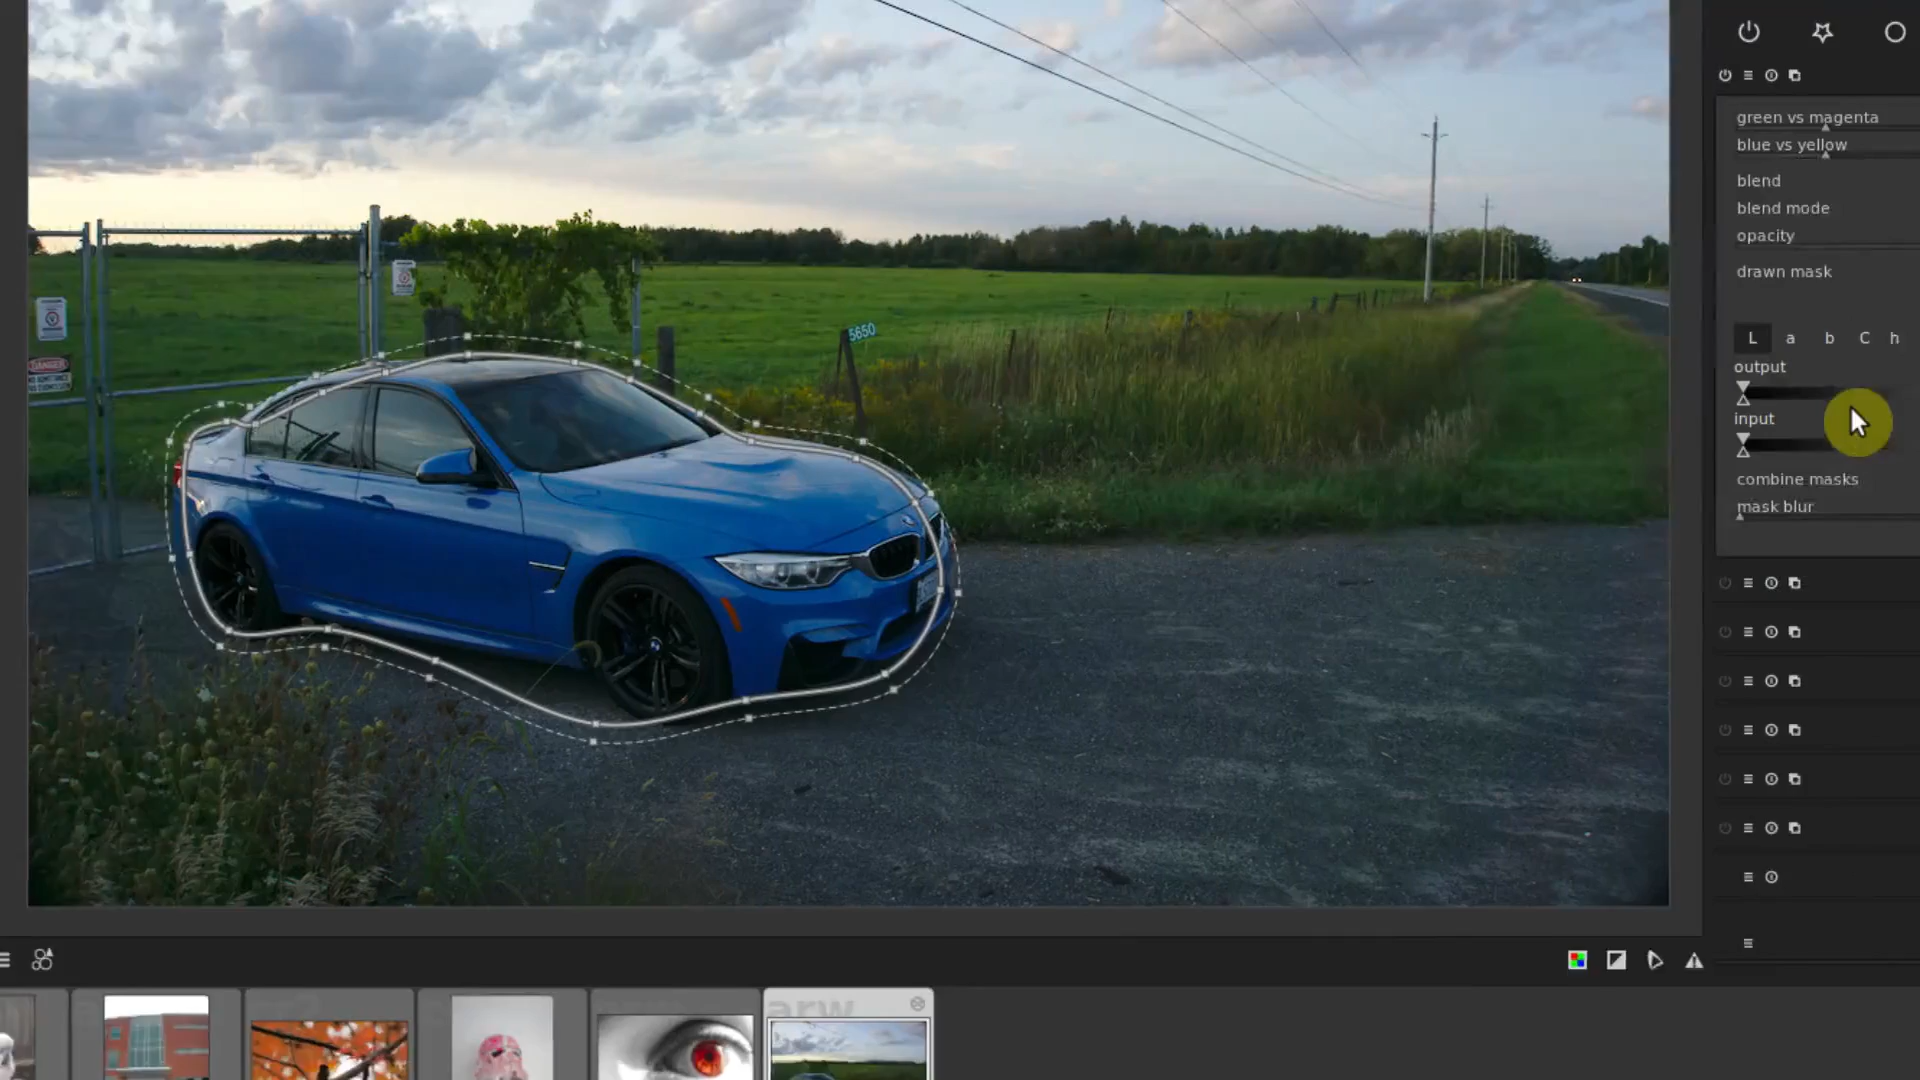 green vs magenta
blue vs yellow
blend
blend mode
opacity
drawn mask
L a b C h
output
input
combine masks
mask blur
5650
DANGER
arw